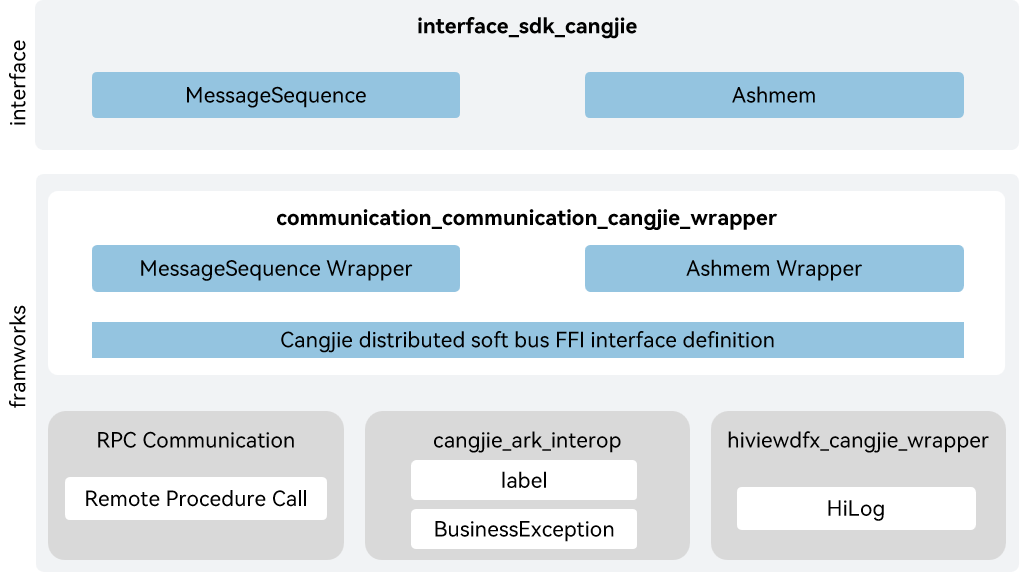 interface
interface_sdk_cangjie
MessageSequence
Ashmem
framworks
communication_communication_cangjie_wrapper
MessageSequence Wrapper
Ashmem Wrapper
Cangjie distributed soft bus FFI interface definition
RPC Communication
Remote Procedure Call
cangjie_ark_interop
label
BusinessException
hiviewdfx_cangjie_wrapper
HiLog